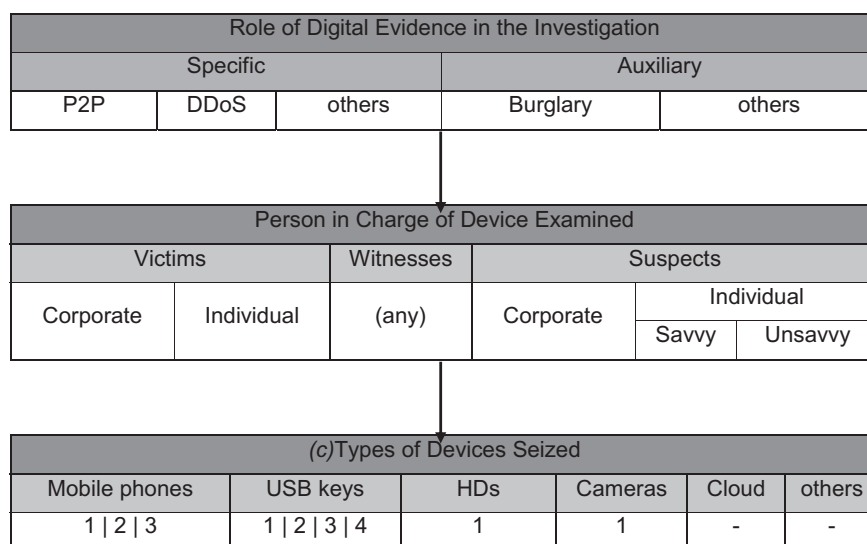 Role of Digital Evidence in the Investigation
Specific Auxiliary
P2P DDoS others Burglary others
Person in Charge of Device Examined
Victims Witnesses Suspects
Corporate Individual (any) Corporate Individual
Savvy Unsavvy
(c)Types of Devices Seized
Mobile phones USB keys HDs Cameras Cloud others
1 | 2 | 3 1 | 2 | 3 | 4 1 1 - -